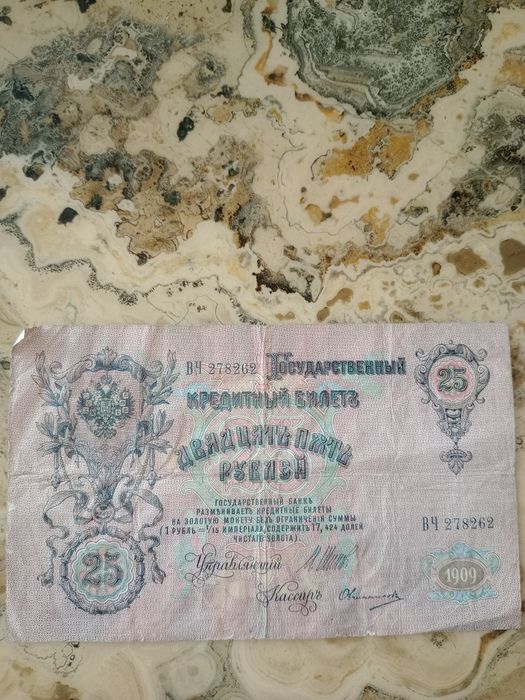 ВЧ 278262 Государственный
25
Кредитный Билетъ
Двадцать пять
рублей
Государственный Банкъ
размѣниваетъ кредитные билеты
на золотую монету безъ ограниченія суммы
(1 рубль = 1/15 имперіала, содержитъ 17,424 долей
чистаго золота).
ВЧ 278262
Управляющій
25
1909
Кассиръ